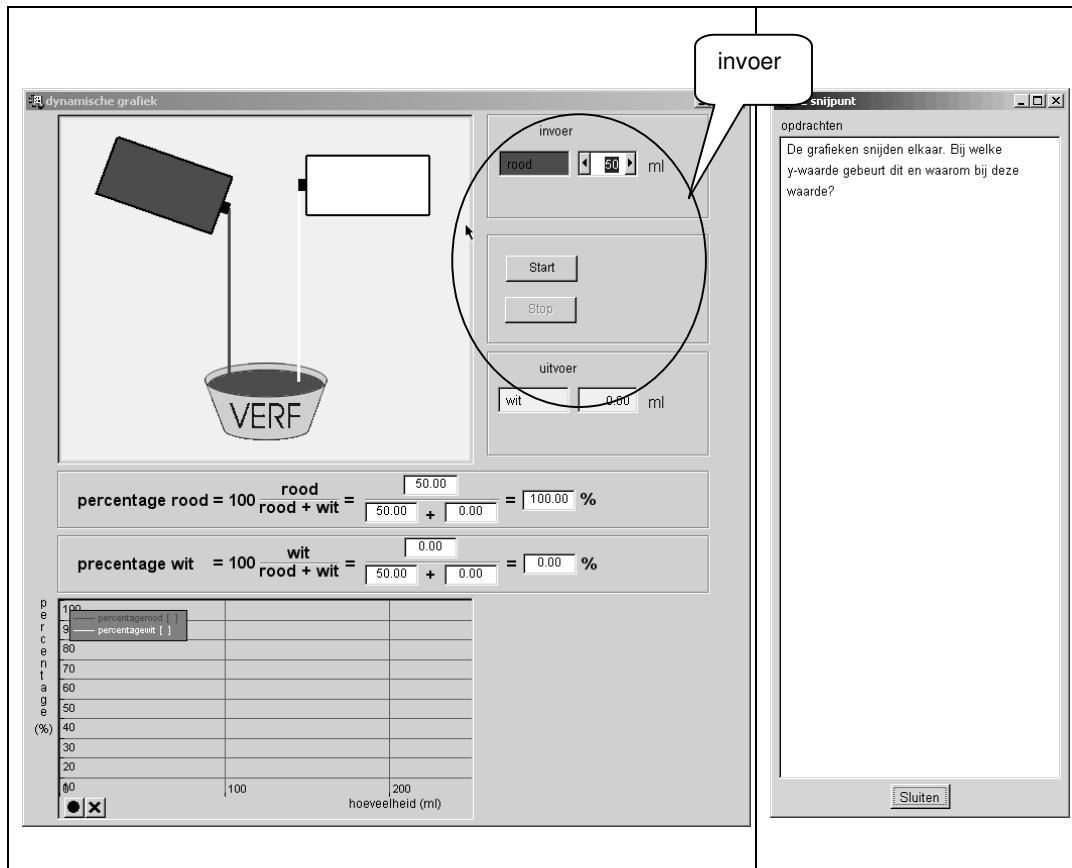 invoer
dynamische grafiek
invoer
rood 50 ml
Start
Stop
uitvoer
wit 0.00 ml
VERF
percentage rood = 100 rood / rood + wit = 50.00 / 50.00 + 0.00 = 100.00 %
precentage wit = 100 wit / rood + wit = 0.00 / 50.00 + 0.00 = 0.00 %
percentage (%)
100
percentagerood [ ]
percentagewit [ ]
80
70
60
50
40
30
20
100
200
hoeveelheid (ml)
snijpunt
opdrachten
De grafieken snijden elkaar. Bij welke
y-waarde gebeurt dit en waarom bij deze
waarde?
Sluiten